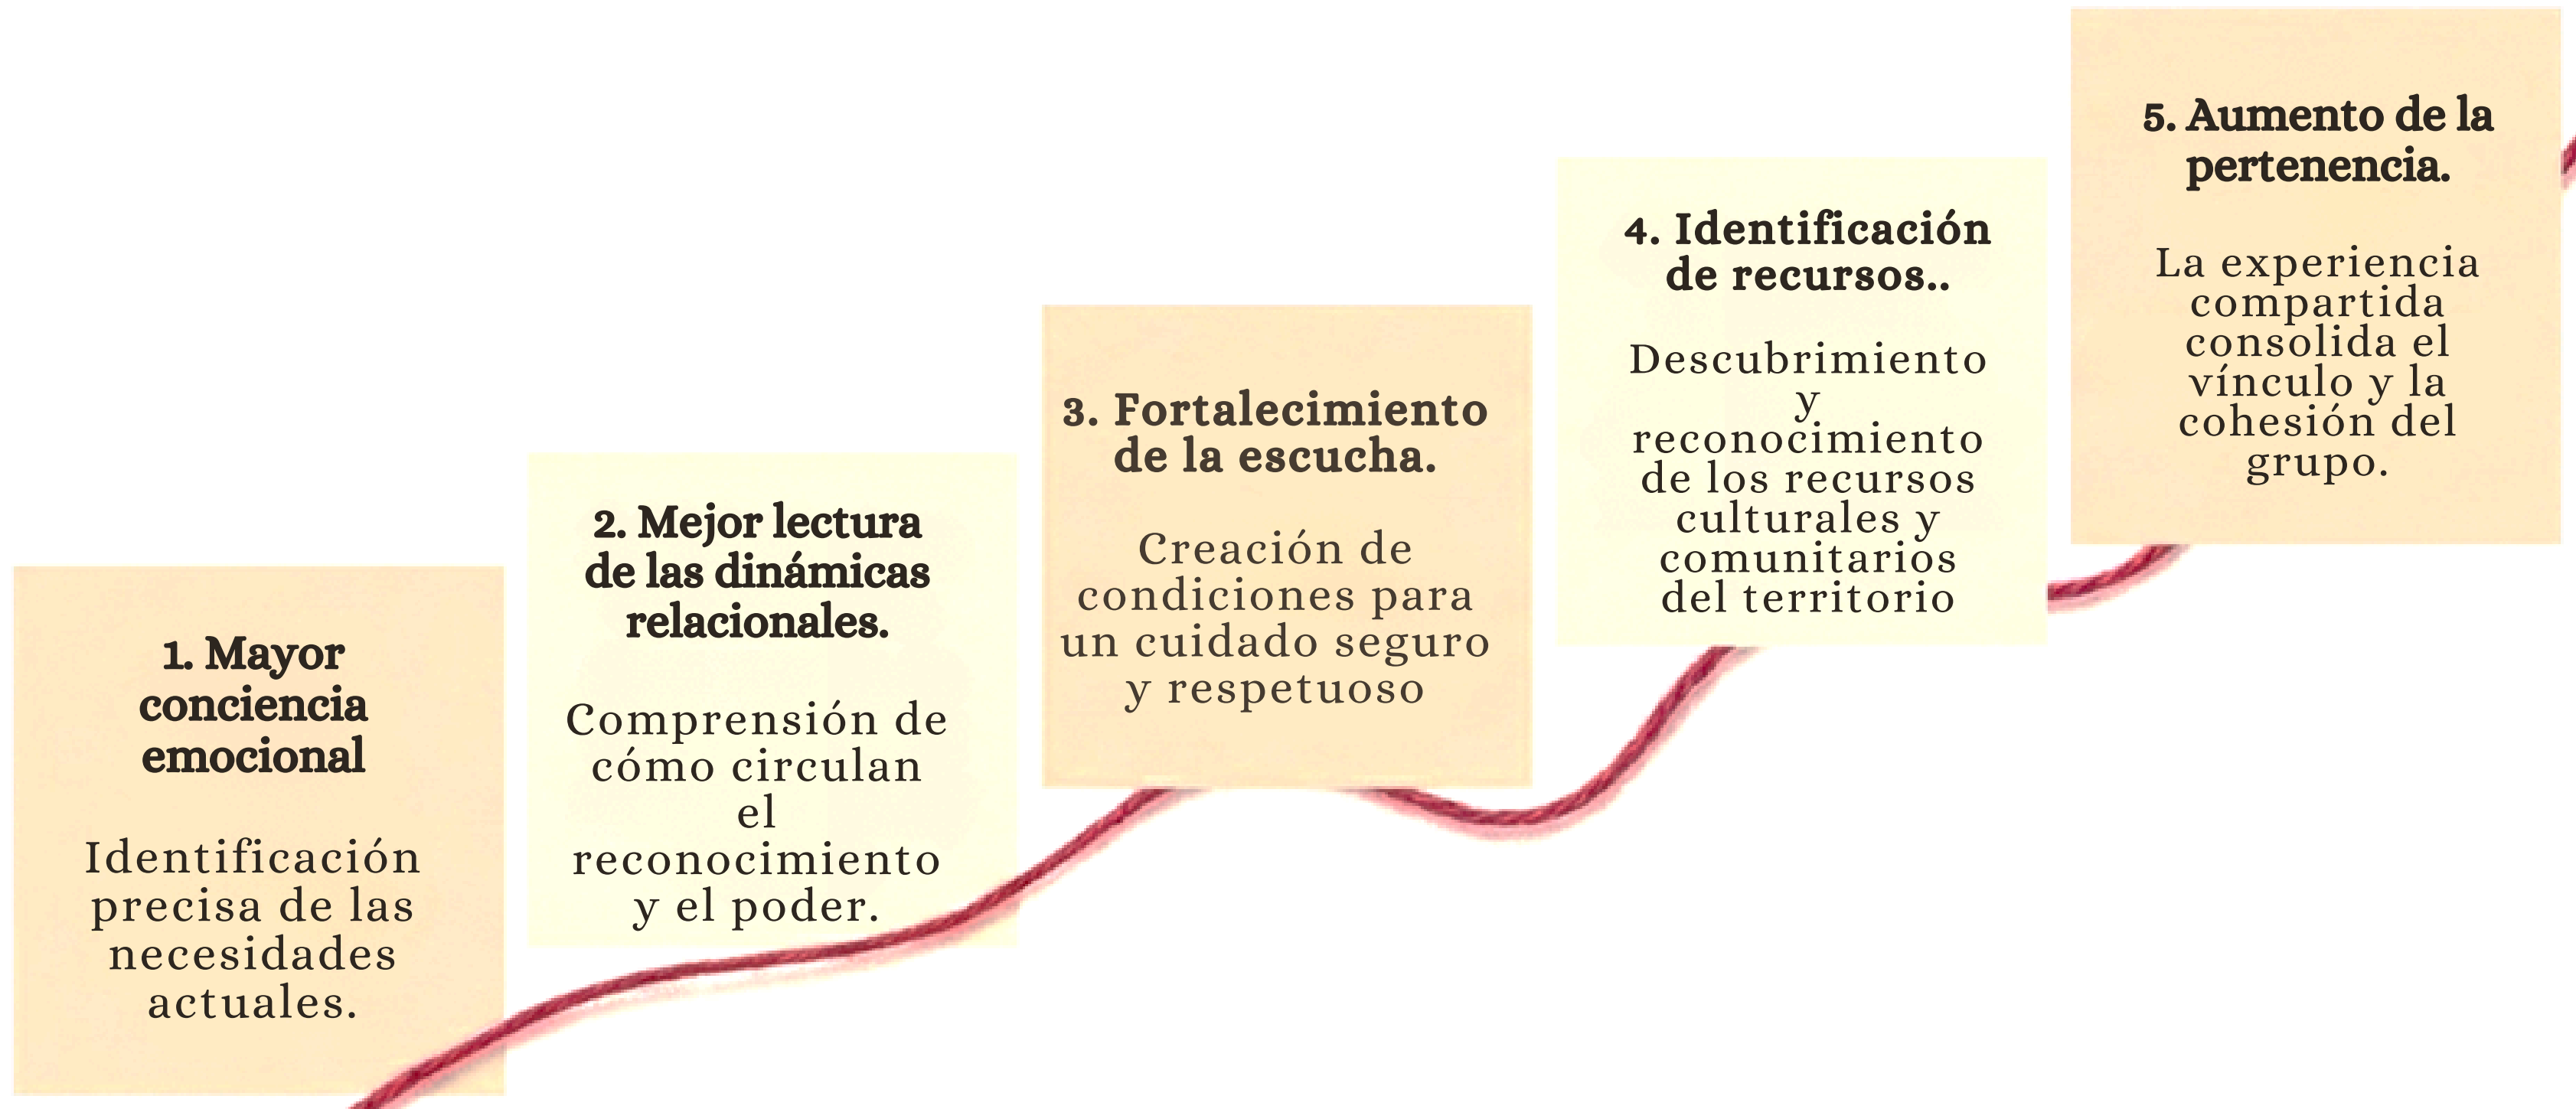 1. Mayor
conciencia
emocional
Identificación
precisa de las
necesidades
actuales.
2. Mejor lectura
de las dinámicas
relacionales.
Comprensión de
cómo circulan
el
reconocimiento
y el poder.
3. Fortalecimiento
de la escucha.
Creación de
condiciones para
un cuidado seguro
y respetuoso
4. Identificación
de recursos..
Descubrimiento
y
reconocimiento
de los recursos
culturales y
comunitarios
del territorio
5. Aumento de la
pertenencia.
La experiencia
compartida
consolida el
vínculo y la
cohesión del
grupo.